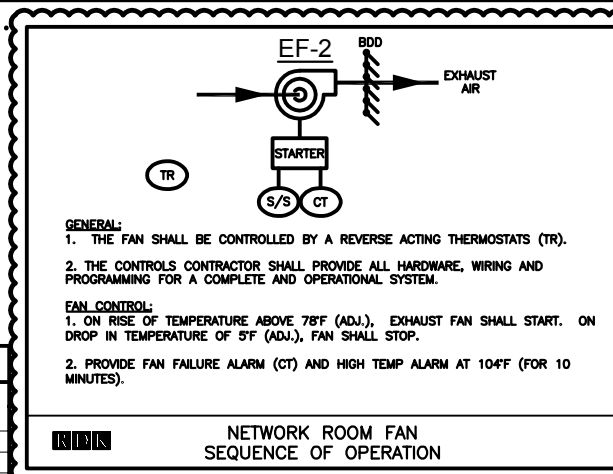 EF-2
BDD
EXHAUST
AIR
STARTER
TR
S/S
CT
GENERAL:
1. THE FAN SHALL BE CONTROLLED BY A REVERSE ACTING THERMOSTATS (TR).
2. THE CONTROLS CONTRACTOR SHALL PROVIDE ALL HARDWARE, WIRING AND
PROGRAMMING FOR A COMPLETE AND OPERATIONAL SYSTEM.
FAN CONTROL:
1. ON RISE OF TEMPERATURE ABOVE 78°F (ADJ.), EXHAUST FAN SHALL START. ON
DROP IN TEMPERATURE OF 5°F (ADJ.), FAN SHALL STOP.
2. PROVIDE FAN FAILURE ALARM (CT) AND HIGH TEMP ALARM AT 104°F (FOR 10
MINUTES).
RDK
NETWORK ROOM FAN
SEQUENCE OF OPERATION